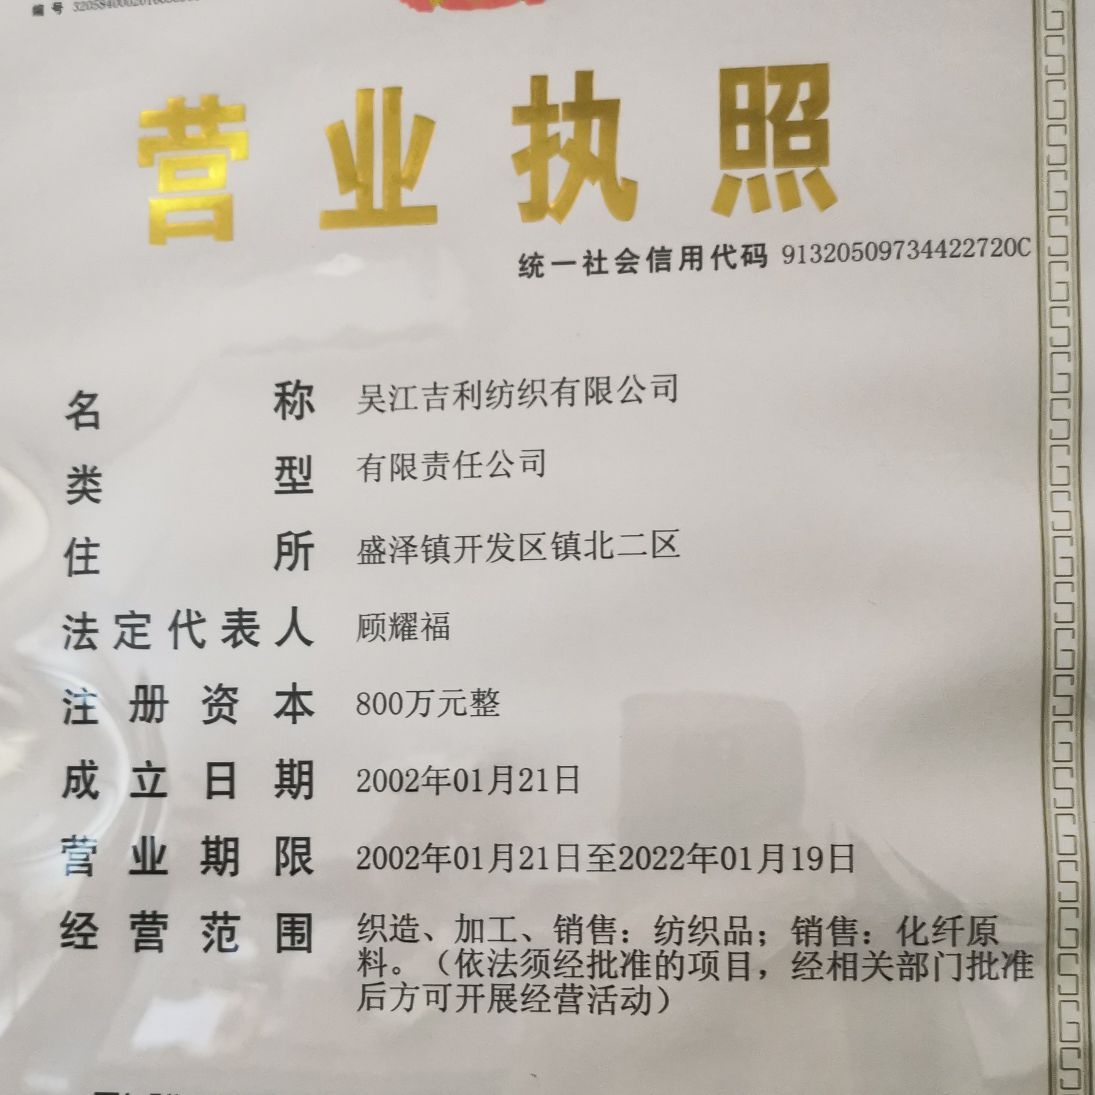 编号
营业执照
统一社会信用代码 91320509734422720C
名称 吴江吉利纺织有限公司
类型 有限责任公司
住所 盛泽镇开发区镇北二区
法定代表人 顾耀福
注册资本 800万元整
成立日期 2002年01月21日
营业期限 2002年01月21日至2022年01月19日
经营范围 织造、加工、销售：纺织品；销售：化纤原
料。（依法须经批准的项目，经相关部门批准
后方可开展经营活动）